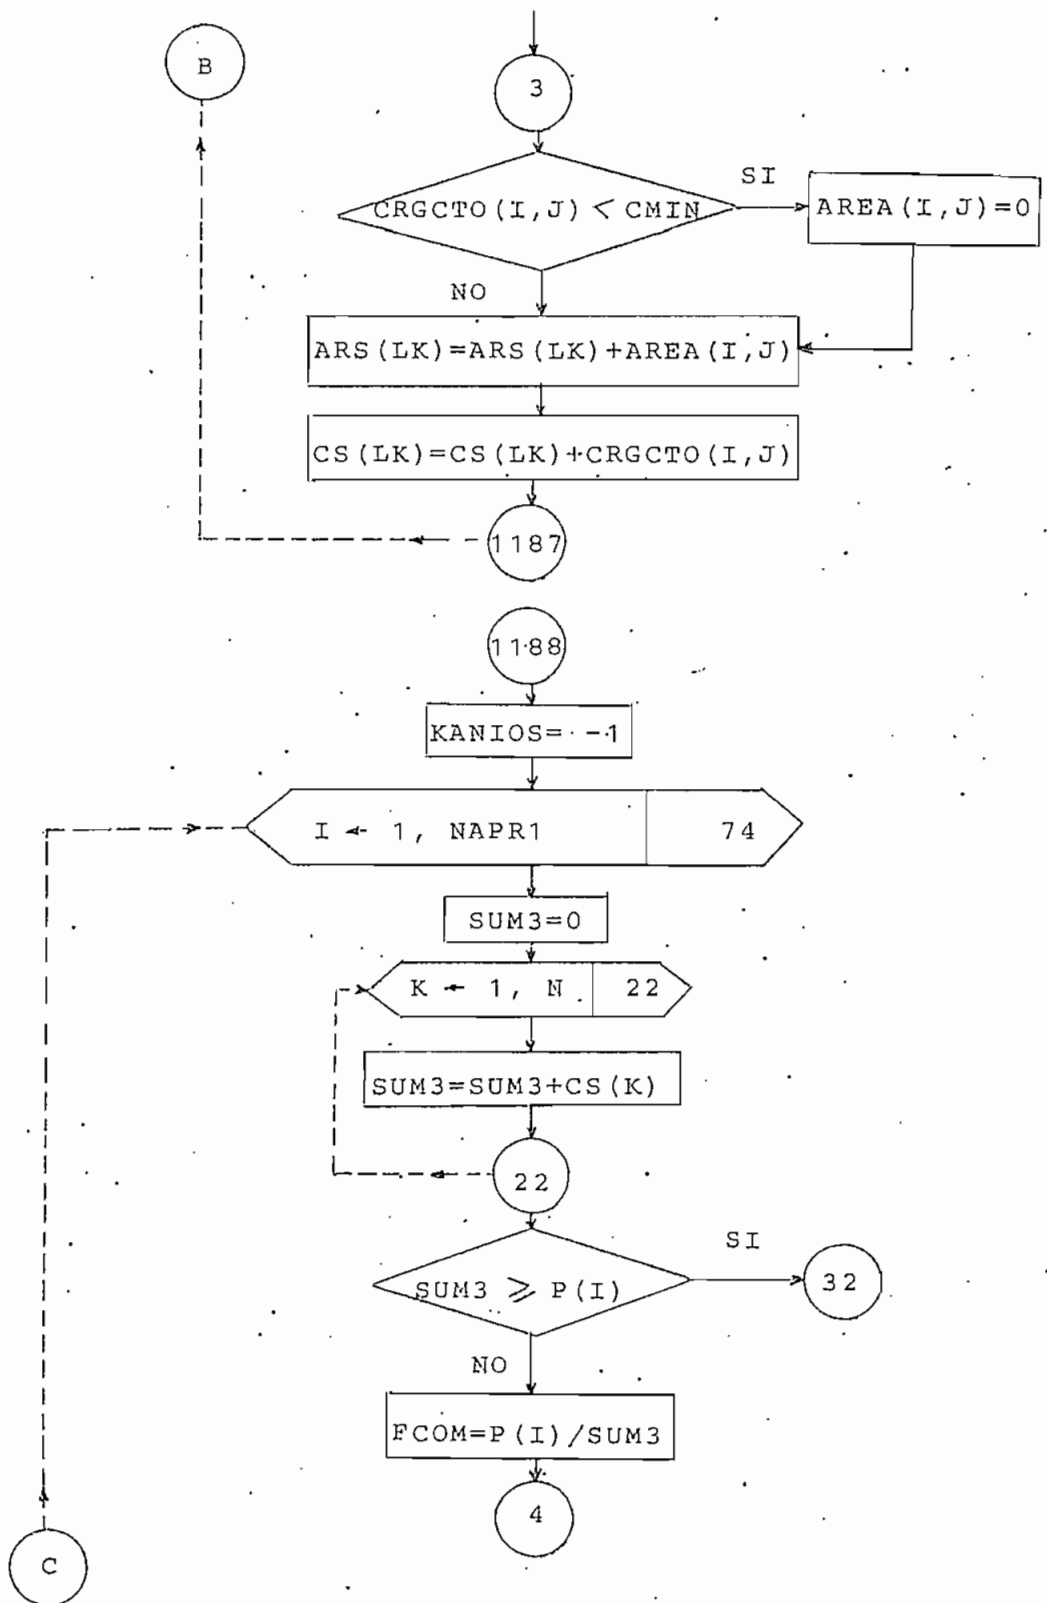 B
3
CRGCTO(I,J) < CMIN
SI
AREA(I,J)=0
NO
ARS(LK)=ARS(LK)+AREA(I,J)
CS(LK)=CS(LK)+CRGCTO(I,J)
1187
1188
KANIOS= -1
I ← 1, NAPR1 74
SUM3=0
K ← 1, N 22
SUM3=SUM3+CS(K)
22
SUM3 ⩾ P(I)
SI
32
NO
FCOM=P(I)/SUM3
4
C